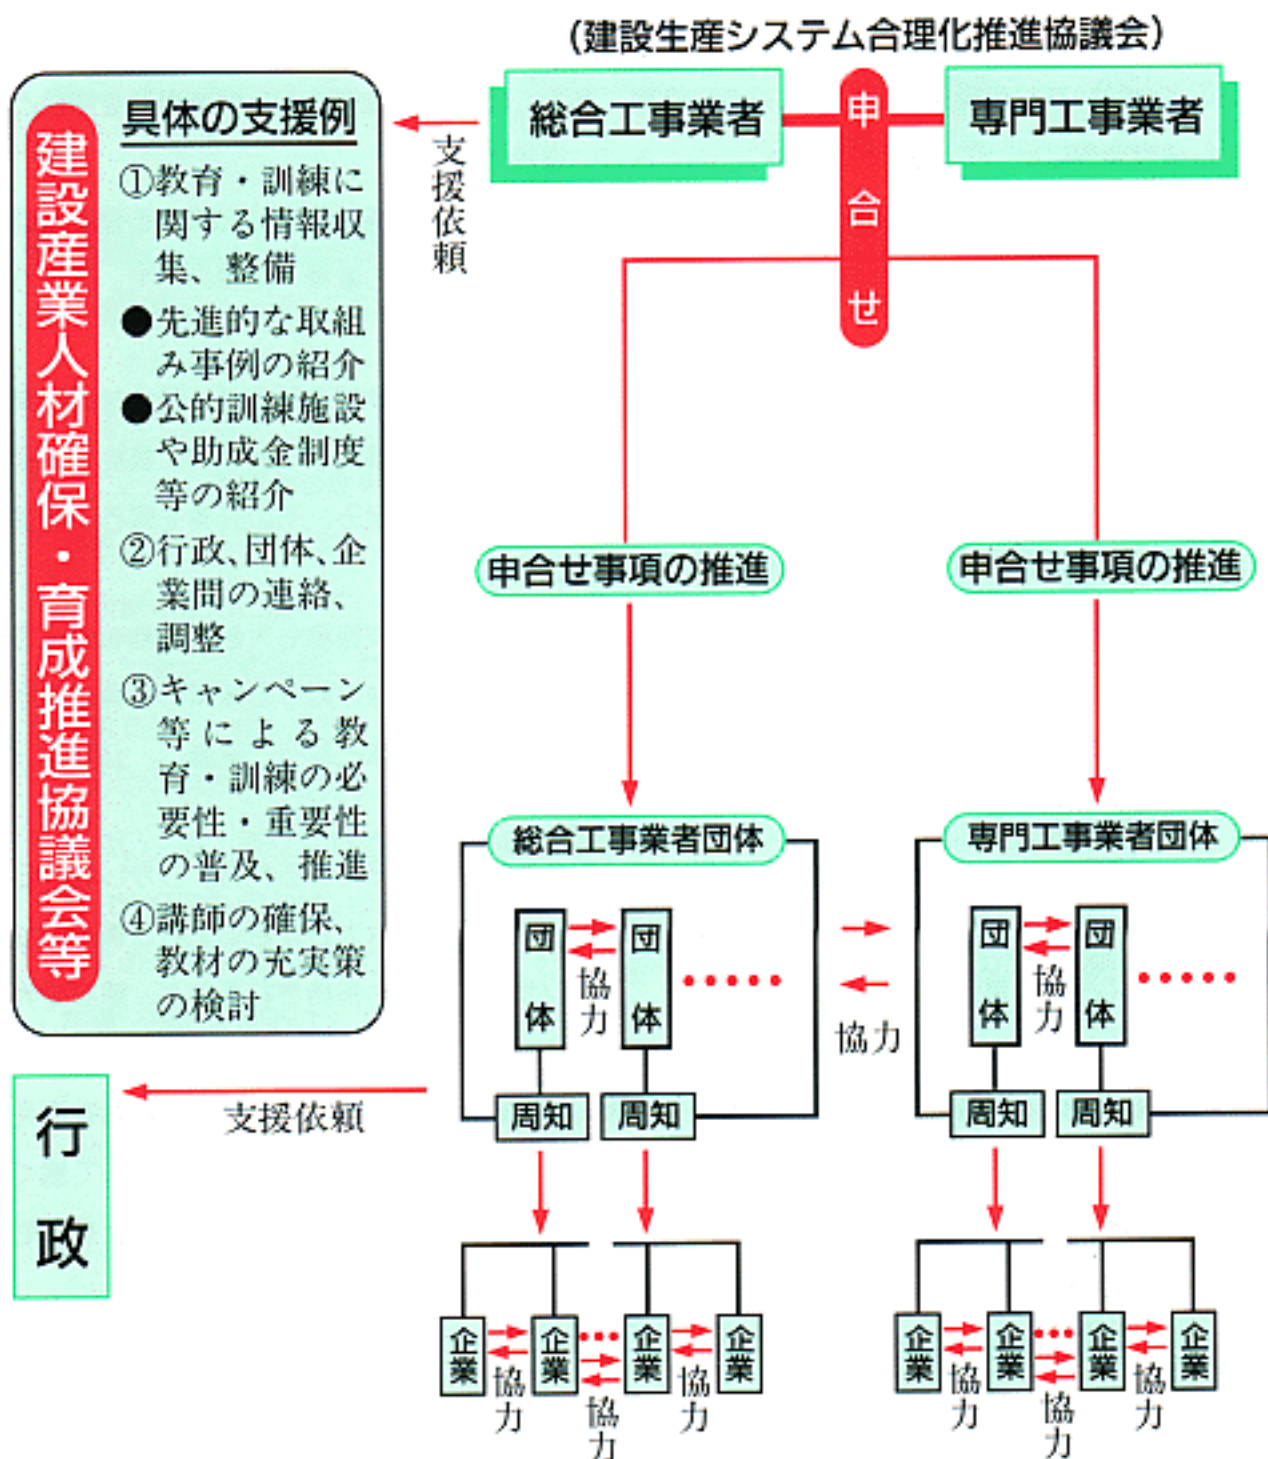 (建設生産システム合理化推進協議会)
総合工事業者
申合せ
専門工事業者
支援依頼
建設産業人材確保・育成推進協議会等
具体の支援例
①教育・訓練に
関する情報収
集、整備
●先進的な取組
み事例の紹介
●公的訓練施設
や助成金制度
等の紹介
②行政、団体、企
業間の連絡、
調整
③キャンペーン
等による教
育・訓練の必
要性・重要性
の普及、推進
④講師の確保、
教材の充実策
の検討
申合せ事項の推進
申合せ事項の推進
総合工事業者団体
専門工事業者団体
団体
協力
団体
協力
団体
協力
団体
周知
周知
周知
周知
支援依頼
行政
企業
協力
企業
協力
企業
協力
企業
企業
協力
企業
協力
企業
協力
企業